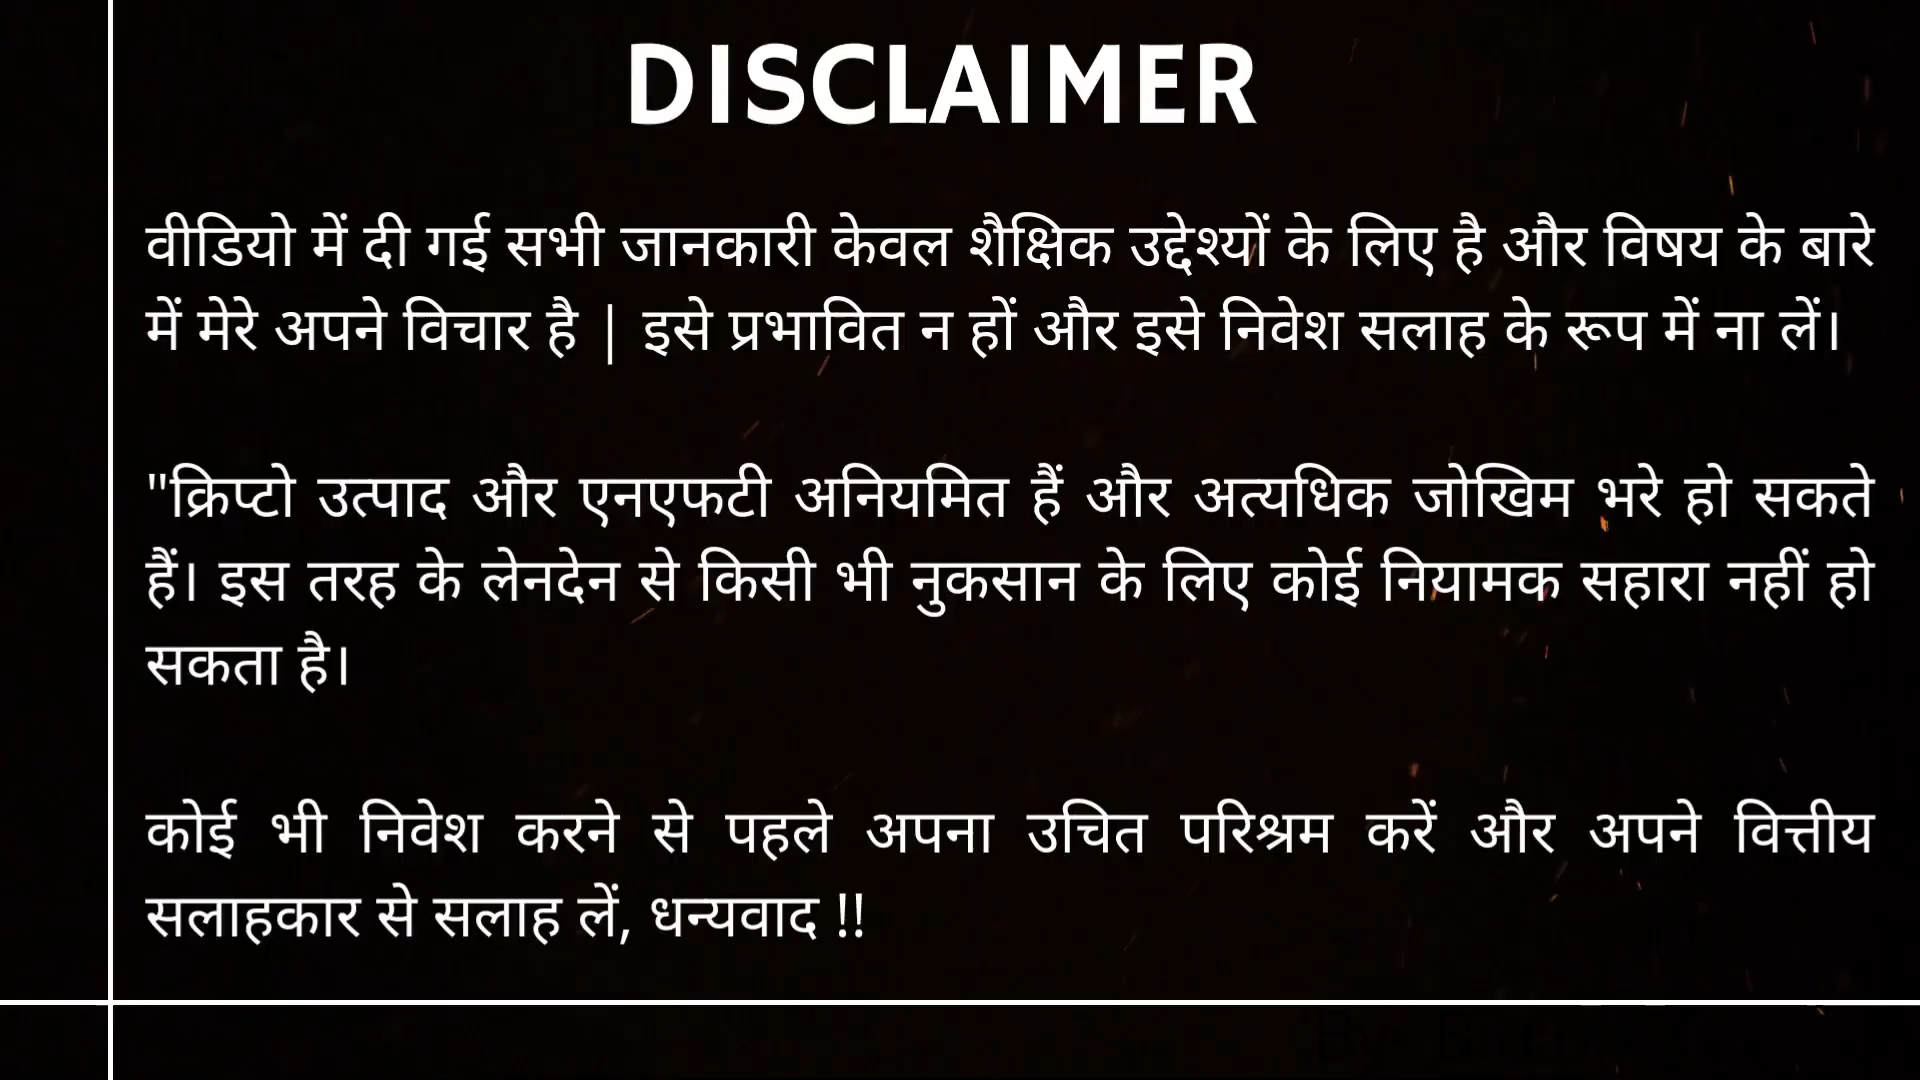 DISCLAIMER
वीडियो में दी गई सभी जानकारी केवल शैक्षिक उद्देश्यों के लिए है और विषय के बारे
में मेरे अपने विचार है | इसे प्रभावित न हों और इसे निवेश सलाह के रूप में ना लें।
"क्रिप्टो उत्पाद और एनएफटी अनियमित हैं और अत्यधिक जोखिम भरे हो सकते
हैं। इस तरह के लेनदेन से किसी भी नुकसान के लिए कोई नियामक सहारा नहीं हो
सकता है।
कोई भी निवेश करने से पहले अपना उचित परिश्रम करें और अपने वित्तीय
सलाहकार से सलाह लें, धन्यवाद !!